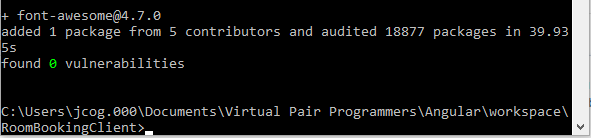 + font-awesome@4.7.0
added 1 package from 5 contributors and audited 18877 packages in 39.93
5s
found 0 vulnerabilities
C:\Users\jcog.000\Documents\Virtual Pair Programmers\Angular\workspace\
RoomBookingClient>